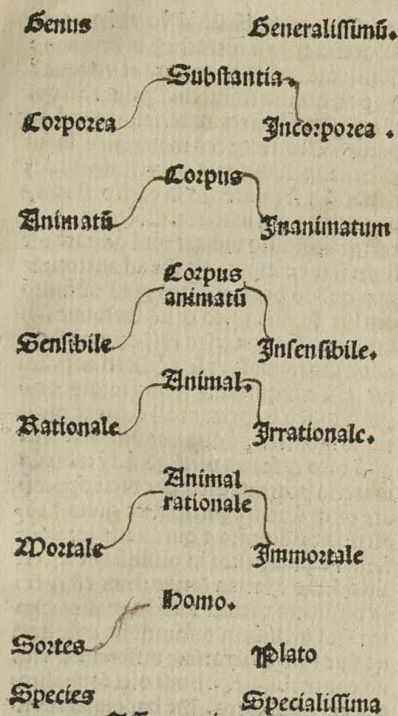 Genus Generalissimū.
Substantia.
Corporea Incorporea .
Corpus
Animatū Inanimatum
Corpus
animatū
Sensibile Insensibile.
Animal.
Rationale Irrationale.
Animal
rationale
Mortale Immortale
Homo.
Sortes Plato
Species Specialissima